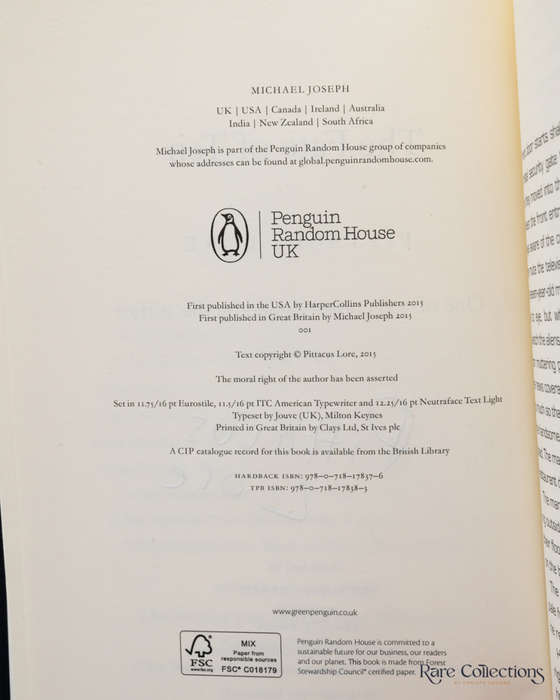 MICHAEL JOSEPH
UK | USA | Canada | Ireland | Australia
India | New Zealand | South Africa
Michael Joseph is part of the Penguin Random House group of companies
whose addresses can be found at global.penguinrandomhouse.com.
Penguin
Random House
UK
First published in the USA by HarperCollins Publishers 2015
First published in Great Britain by Michael Joseph 2015
001
Text copyright © Pittacus Lore, 2015
The moral right of the author has been asserted
Set in 11.75/16 pt Eurostile, 11.5/16 pt ITC American Typewriter and 12.25/16 pt Neutraface Text Light
Typeset by Jouve (UK), Milton Keynes
Printed in Great Britain by Clays Ltd, St Ives plc
A CIP catalogue record for this book is available from the British Library
HARDBACK ISBN: 978-0-718-17837-6
TPB ISBN: 978-0-718-17838-3
www.greenpenguin.co.uk
FSC
www.fsc.org
MIX
Paper from
responsible sources
FSC® C018179
Penguin Random House is committed to a
sustainable future for our business, our readers
and our planet. This book is made from Forest
Stewardship Council® certified paper.
Rare Collections